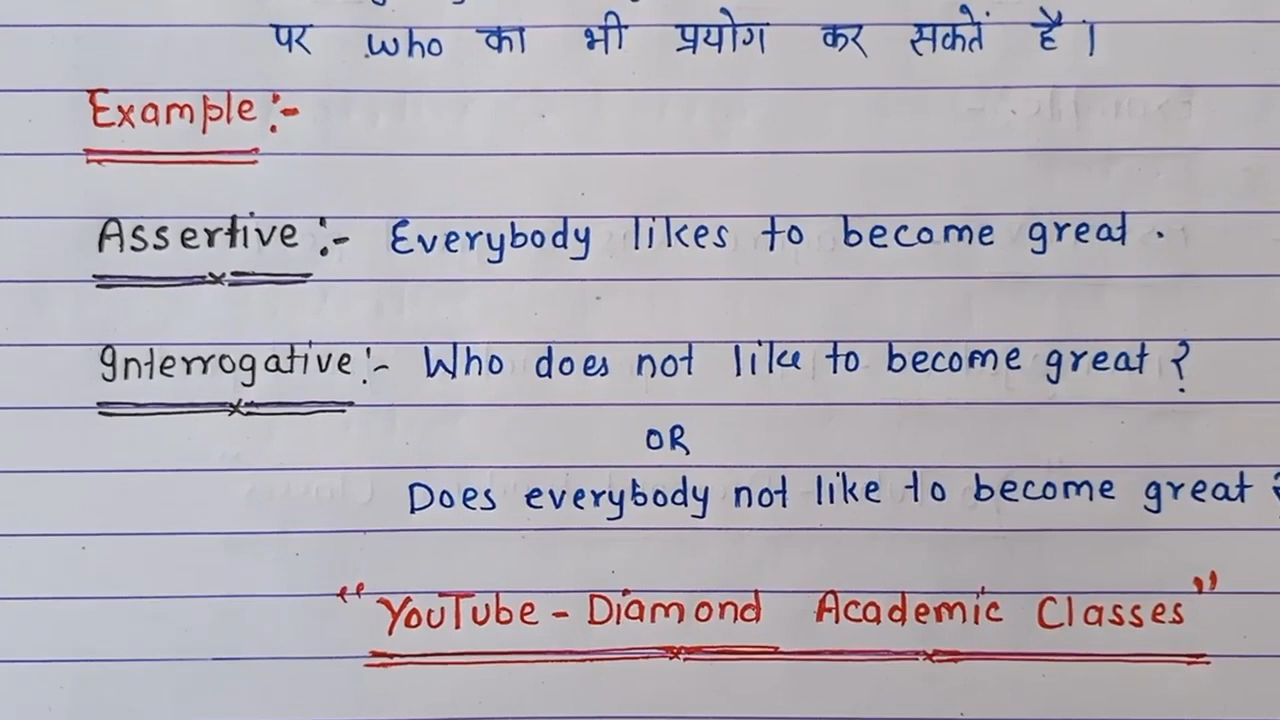 पर who का भी प्रयोग कर सकतें है।
Example:-
Assertive:- Everybody likes to become great.
Interrogative:- Who does not like to become great?
OR
Does everybody not like to become great?
"YouTube - Diamond Academic Classes"